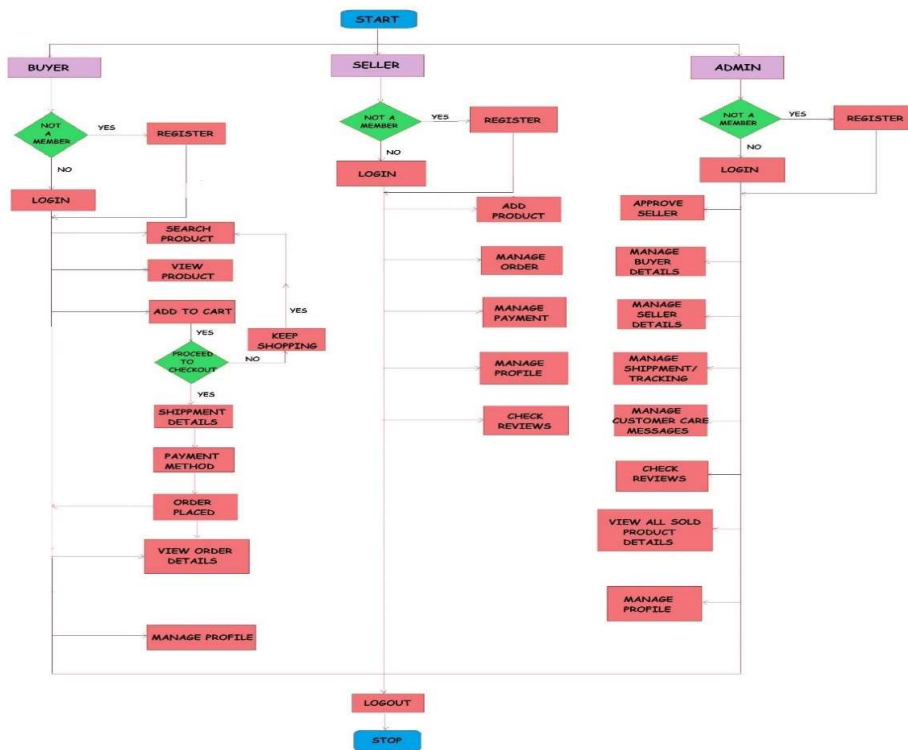 START
BUYER
SELLER
ADMIN
NOT
A
MEMBER
YES
REGISTER
NO
LOGIN
SEARCH
PRODUCT
VIEW
PRODUCT
ADD TO CART
YES
PROCEED
TO
CHECKOUT
NO
KEEP
SHOPPING
YES
YES
SHIPPMENT
DETAILS
PAYMENT
METHOD
ORDER
PLACED
VIEW ORDER
DETAILS
MANAGE PROFILE
NOT A
MEMBER
YES
REGISTER
NO
LOGIN
ADD
PRODUCT
MANAGE
ORDER
MANAGE
PAYMENT
MANAGE
PROFILE
CHECK
REVIEWS
NOT A
MEMBER
YES
REGISTER
NO
LOGIN
APPROVE
SELLER
MANAGE
BUYER
DETAILS
MANAGE
SELLER
DETAILS
MANAGE
SHIPPMENT/
TRACKING
MANAGE
CUSTOMER CARE
MESSAGES
CHECK
REVIEWS
VIEW ALL SOLD
PRODUCT
DETAILS
MANAGE
PROFILE
LOGOUT
STOP